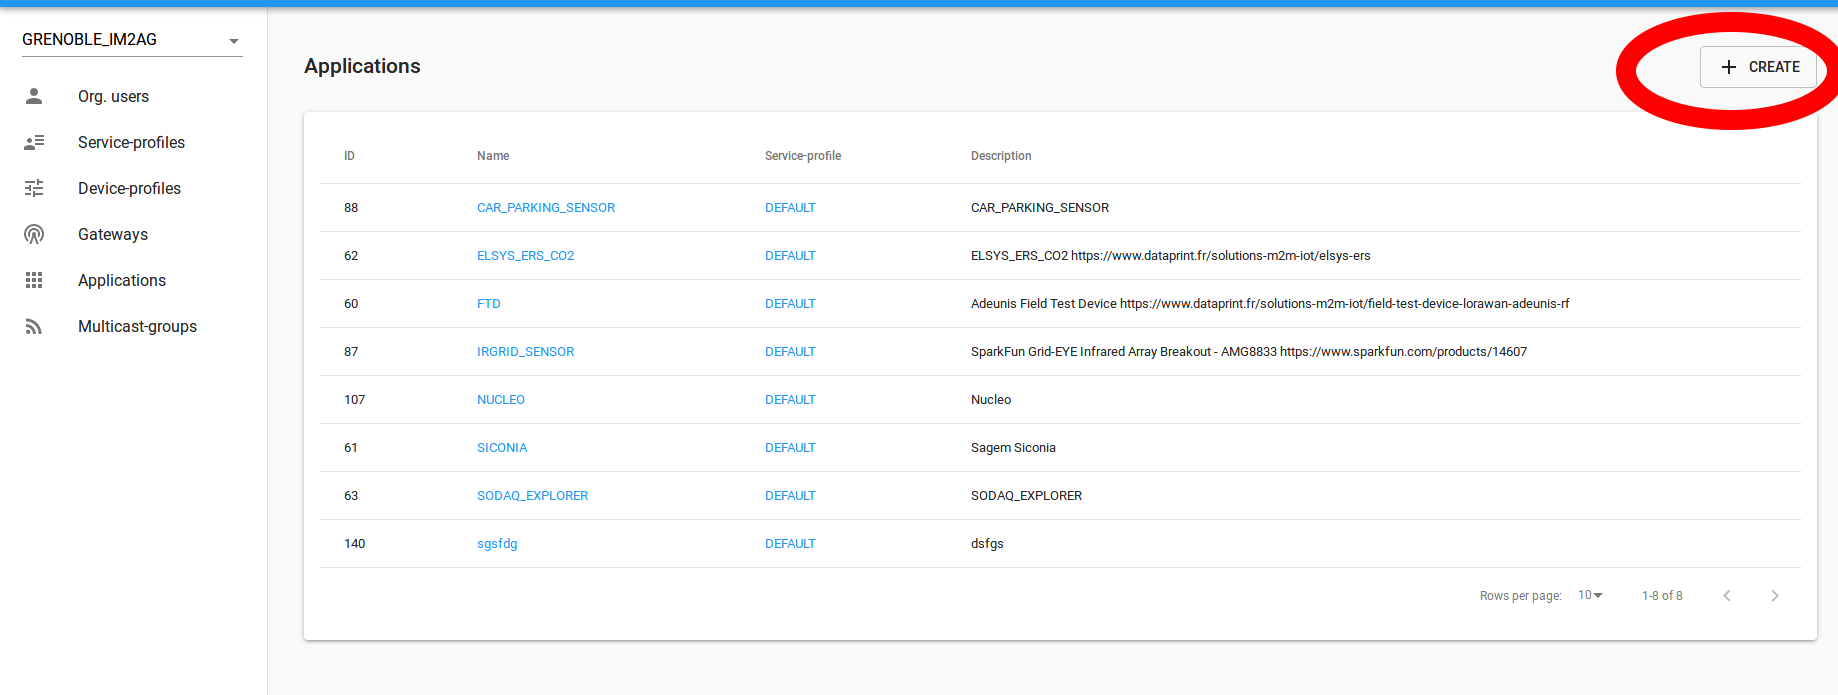 GRENOBLE_IM2AG
Org. users
Service-profiles
Device-profiles
Gateways
Applications
Multicast-groups
Applications
CREATE
ID Name Service-profile Description
88 CAR_PARKING_SENSOR DEFAULT CAR_PARKING_SENSOR
62 ELSYS_ERS_CO2 DEFAULT ELSYS_ERS_CO2 https://www.dataprint.fr/solutions-m2m-iot/elsys-ers
60 FTD DEFAULT Adeunis Field Test Device https://www.dataprint.fr/solutions-m2m-iot/field-test-device-lorawan-adeunis-rf
87 IRGRID_SENSOR DEFAULT SparkFun Grid-EYE Infrared Array Breakout - AMG8833 https://www.sparkfun.com/products/14607
107 NUCLEO DEFAULT Nucleo
61 SICONIA DEFAULT Sagem Siconia
63 SODAQ_EXPLORER DEFAULT SODAQ_EXPLORER
140 sgsfdg DEFAULT dsfgs
Rows per page: 10 1-8 of 8